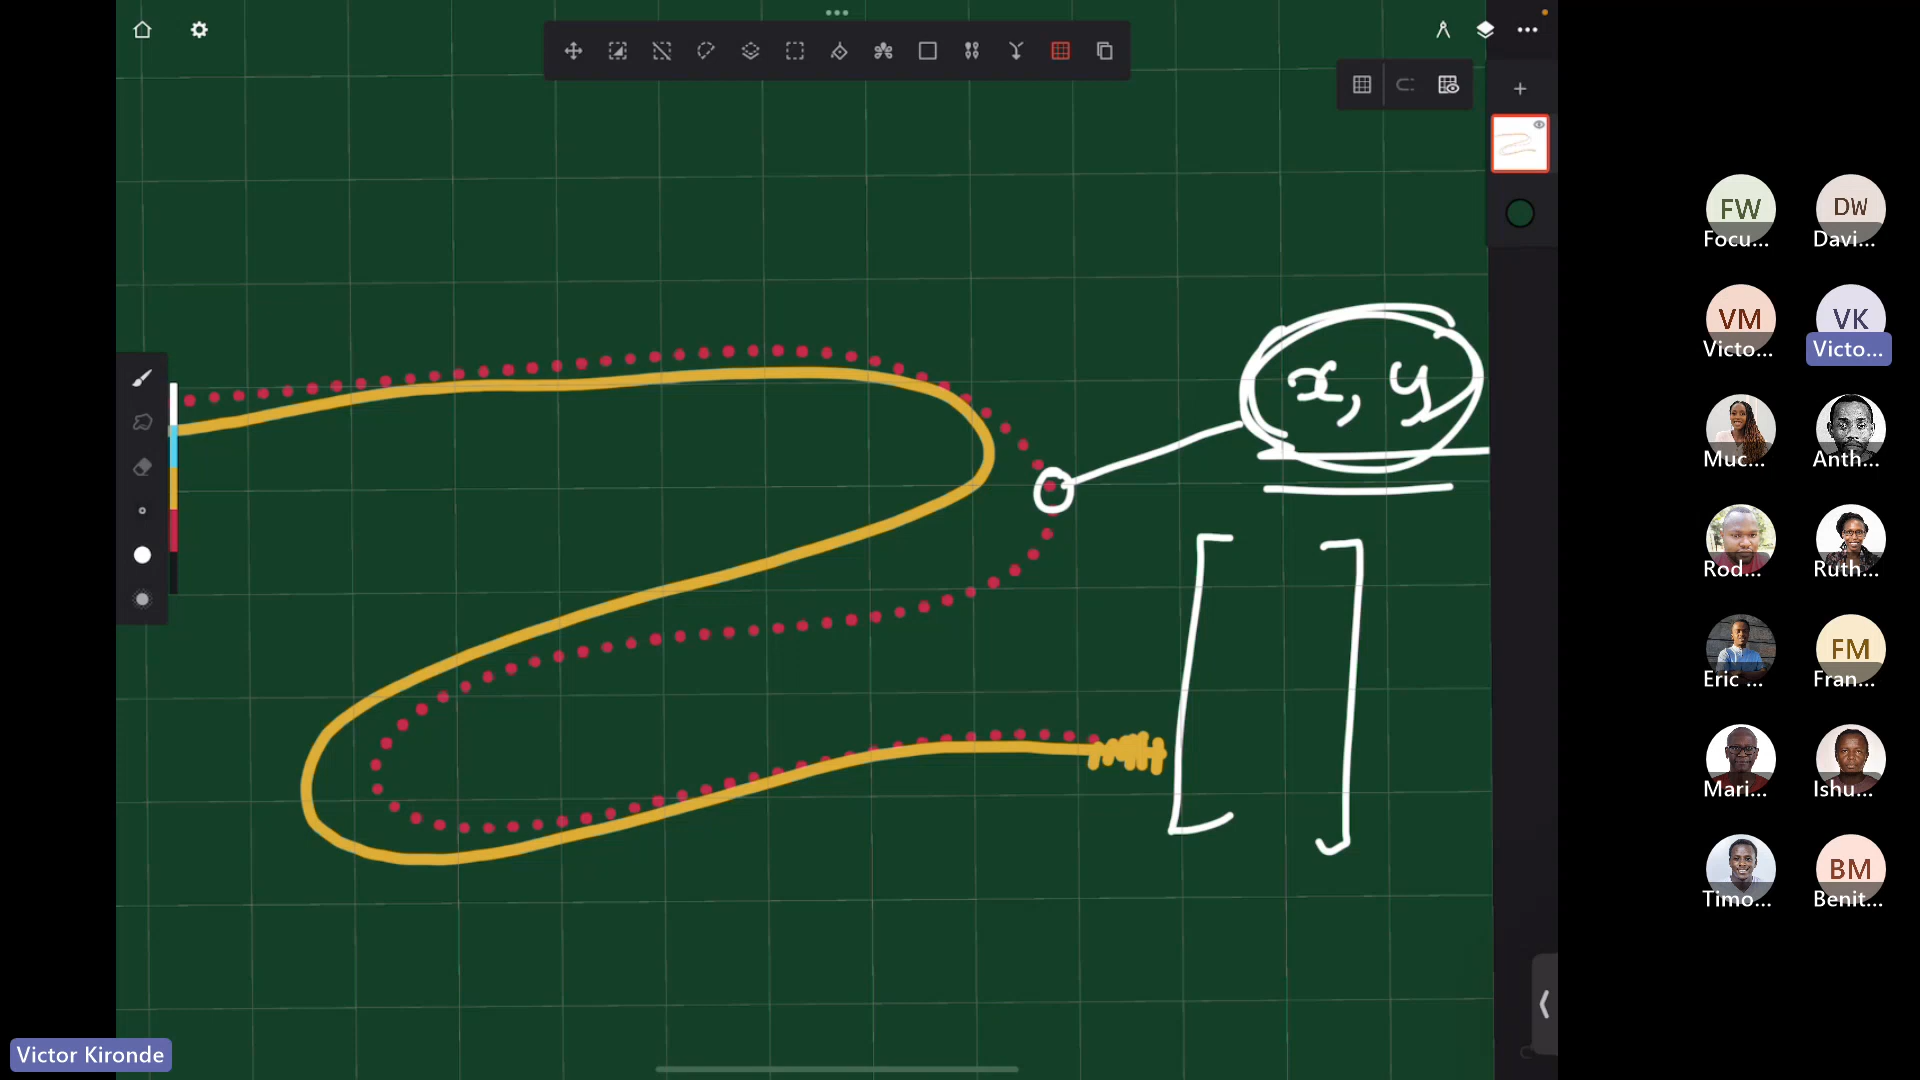 x, y
FW
Focu...
DW
Davi...
VM
Victo...
VK
Victo...
Muc...
Anth...
Rod...
Ruth...
Eric ...
FM
Fran...
Mari...
Ishu...
Timo...
BM
Benit...
Victor Kironde